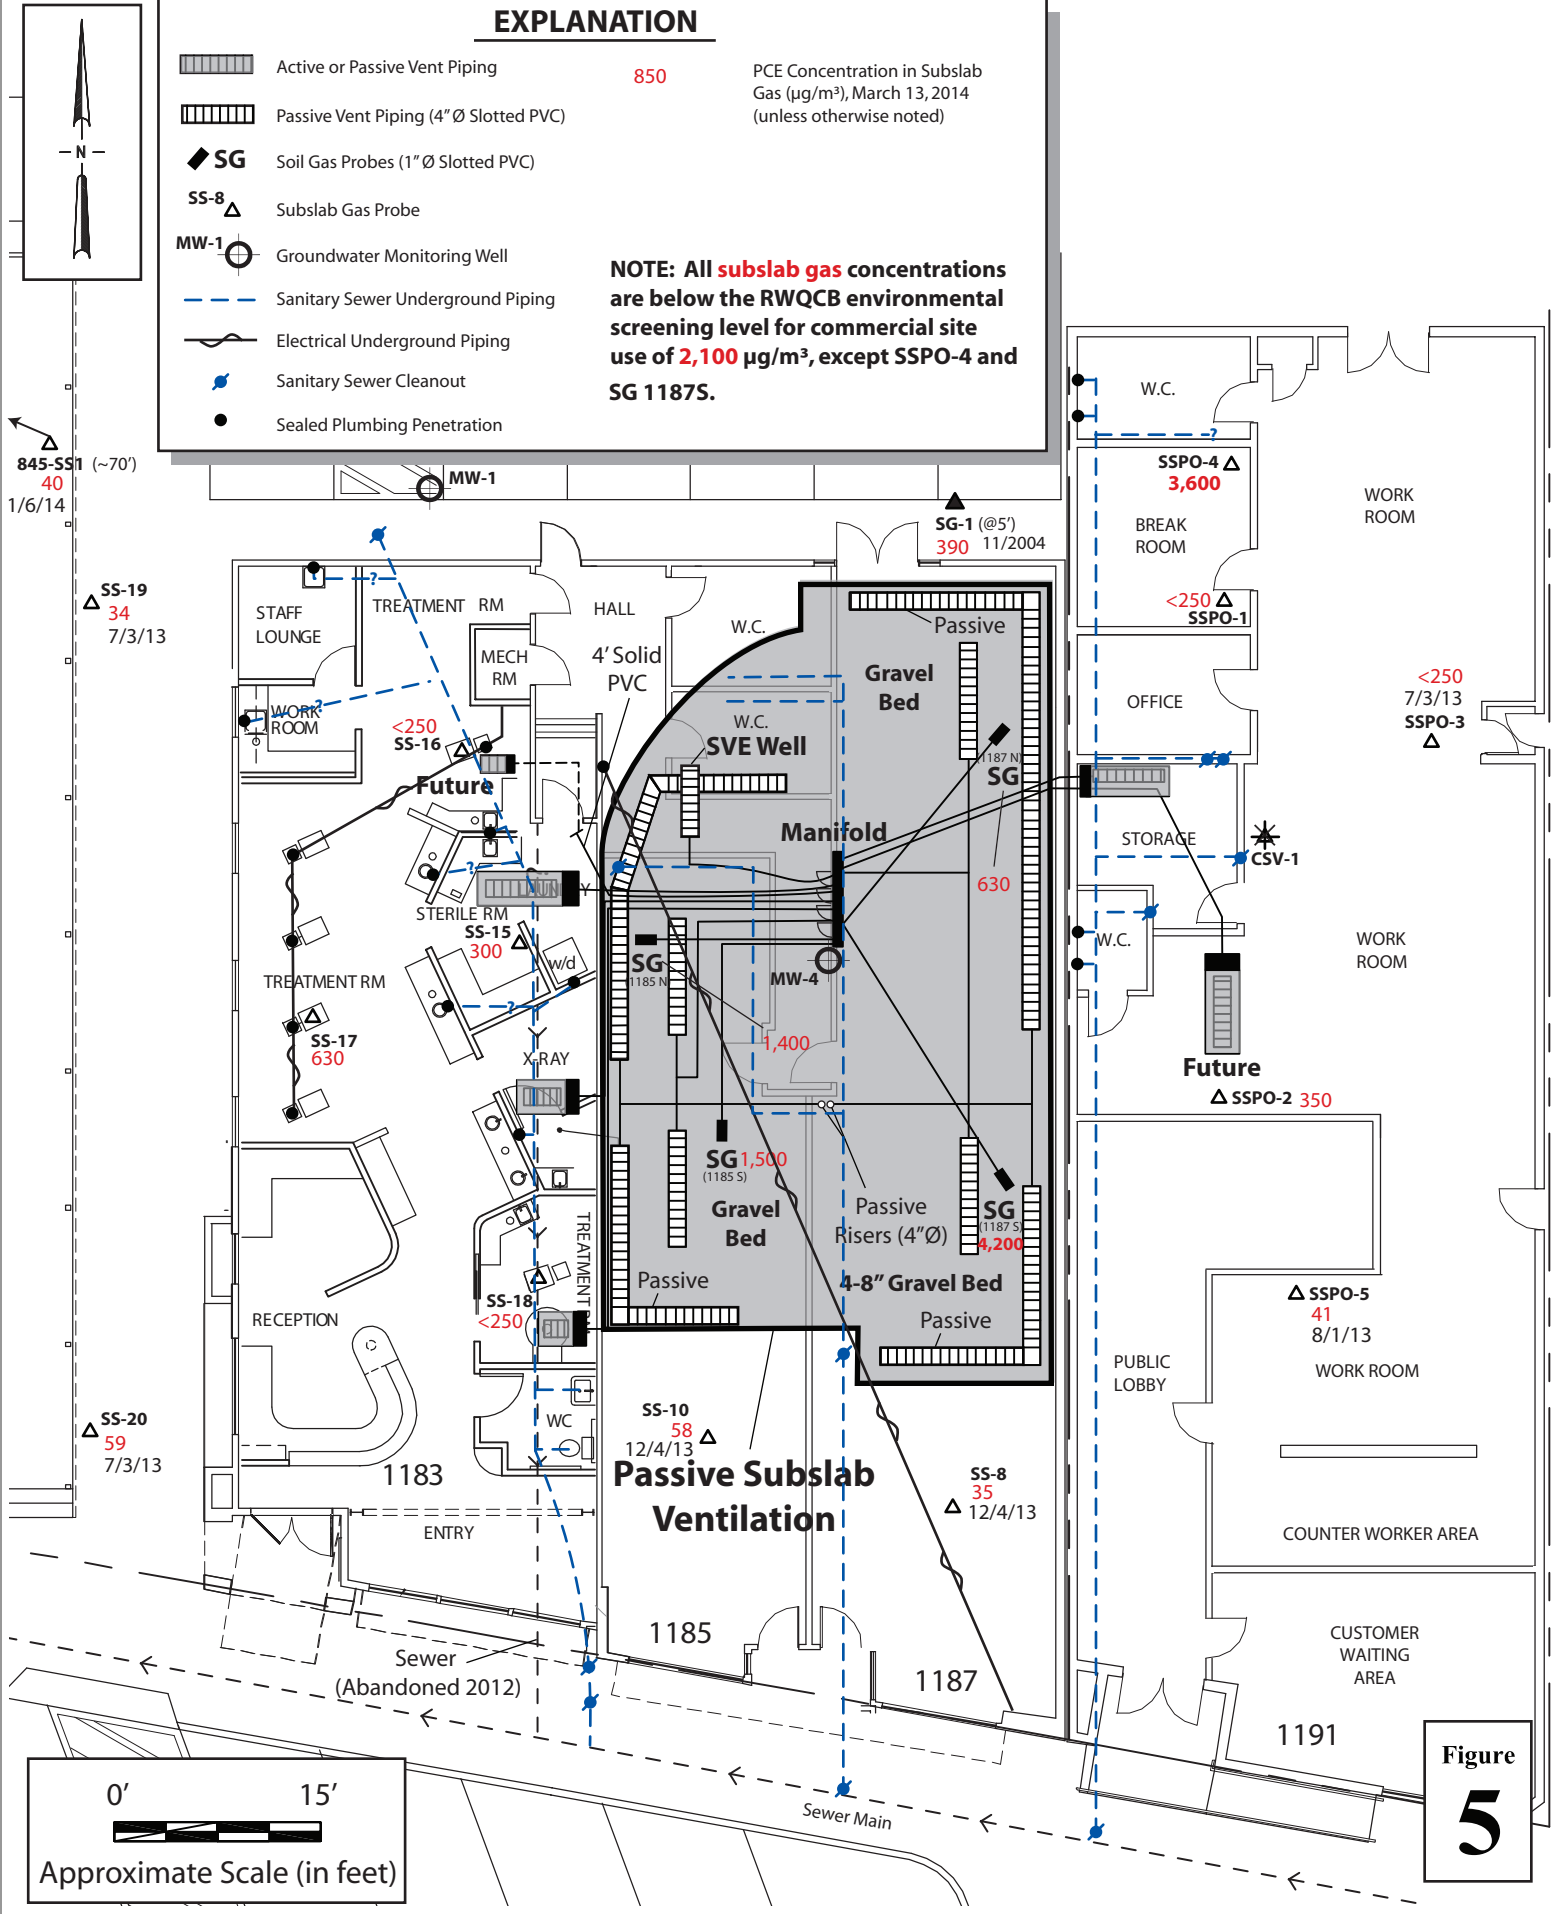 EXPLANATION
Active or Passive Vent Piping
Passive Vent Piping (4”Ø Slotted PVC)
SG Soil Gas Probes (1”Ø Slotted PVC)
SS-8 Subslab Gas Probe
MW-1 Groundwater Monitoring Well
Sanitary Sewer Underground Piping
Electrical Underground Piping
Sanitary Sewer Cleanout
Sealed Plumbing Penetration
850
PCE Concentration in Subslab
Gas (µg/m³), March 13, 2014
(unless otherwise noted)
NOTE: All subslab gas concentrations
are below the RWQCB environmental
screening level for commercial site
use of 2,100 µg/m³, except SSPO-4 and
SG 1187S.
N
845-SS1 (~70’)
40
1/6/14
MW-1
SG-1 (@5’)
390 11/2004
W.C.
?
SSPO-4
3,600
BREAK
ROOM
WORK
ROOM
<250
SSPO-1
OFFICE
<250
7/3/13
SSPO-3
SS-19
34
7/3/13
STAFF
LOUNGE
?
TREATMENT RM
HALL
W.C.
MECH
RM
4’ Solid
PVC
WORK
ROOM
?
<250
SS-16
Future
W.C.
SVE Well
Gravel
Bed
Passive
(1187 N)
SG
Manifold
630
STORAGE
CSV-1
?
LAUNDRY
STERILE RM
SS-15
300
w/d
TREATMENT RM
?
SG
(1185 N)
MW-4
W.C.
WORK
ROOM
SS-17
630
X-RAY
1,400
Future
SSPO-2 350
SG 1,500
(1185 S)
Gravel
Bed
Passive
Risers (4”Ø)
SG
(1187 S)
4,200
TREATMENT
Passive
4-8” Gravel Bed
Passive
SS-18
<250
RECEPTION
SSPO-5
41
8/1/13
WORK ROOM
PUBLIC
LOBBY
SS-20
59
7/3/13
WC
SS-10
58
12/4/13
1183
Passive Subslab
Ventilation
SS-8
35
12/4/13
ENTRY
COUNTER WORKER AREA
1185
1187
Sewer
(Abandoned 2012)
CUSTOMER
WAITING
AREA
1191
Sewer Main
0’ 15’
Approximate Scale (in feet)
Figure
5